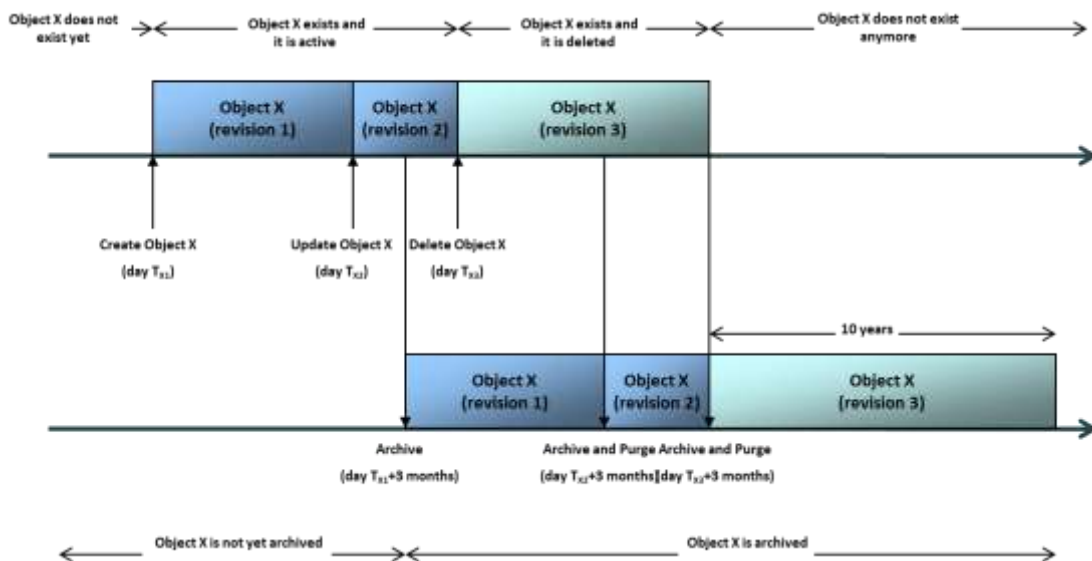 Object X does not
exist yet
Object X exists and
it is active
Object X exists and
it is deleted
Object X does not exist
anymore
Object X
(revision 1)
Object X
(revision 2)
Object X
(revision 3)
Create Object X
(day TX1)
Update Object X
(day TX2)
Delete Object X
(day TX3)
10 years
Object X
(revision 1)
Object X
(revision 2)
Object X
(revision 3)
Archive
(day TX1+3 months)
Archive and Purge
(day TX2+3 months)
Archive and Purge
(day TX3+3 months)
Object X is not yet archived
Object X is archived